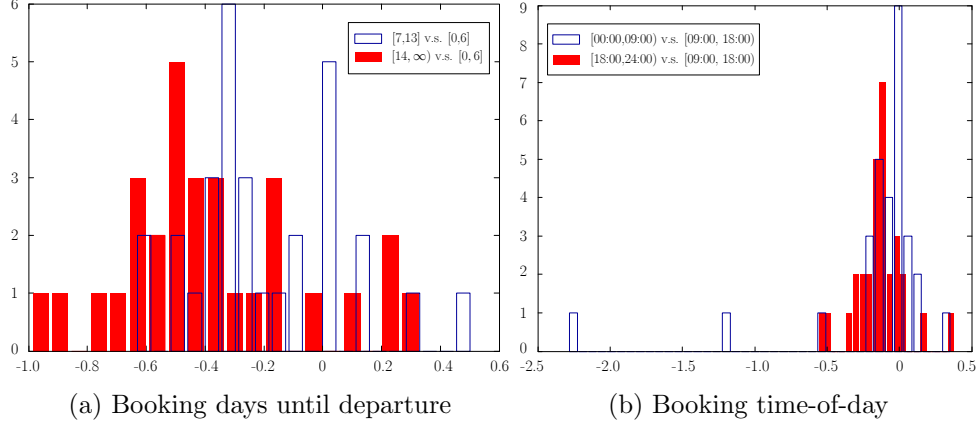 6
5
4
3
2
1
0
-1.0 -0.8 -0.6 -0.4 -0.2 0 0.2 0.4 0.6
[7,13] v.s. [0,6]
[14, ∞) v.s. [0, 6]
(a) Booking days until departure
9
8
7
6
5
4
3
2
1
0
-2.5 -2.0 -1.5 -1.0 -0.5 0 0.5
[00:00,09:00) v.s. [09:00, 18:00)
[18:00,24:00) v.s. [09:00, 18:00)
(b) Booking time-of-day